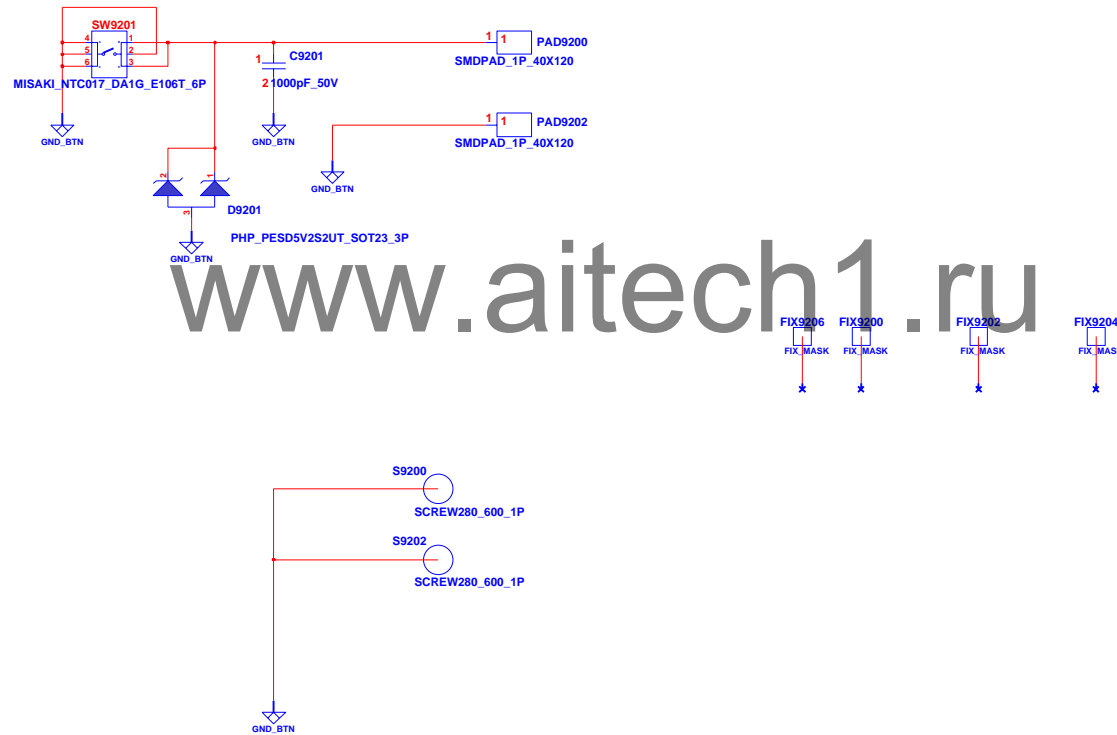 SW9201
4 1
5 2
6 3
MISAKI_NTC017_DA1G_E106T_6P
GND_BTN
1
C9201
2
1000pF_50V
GND_BTN
1 1
PAD9200
SMDPAD_1P_40X120
1 1
PAD9202
SMDPAD_1P_40X120
GND_BTN
2 1
D9201
3
PHP_PESD5V2S2UT_SOT23_3P
GND_BTN
www.aitech1.ru
FIX9206 FIX9200 FIX9202 FIX9204
FIX_MASK FIX_MASK FIX_MASK FIX_MAS
S9200
SCREW280_600_1P
S9202
SCREW280_600_1P
GND_BTN